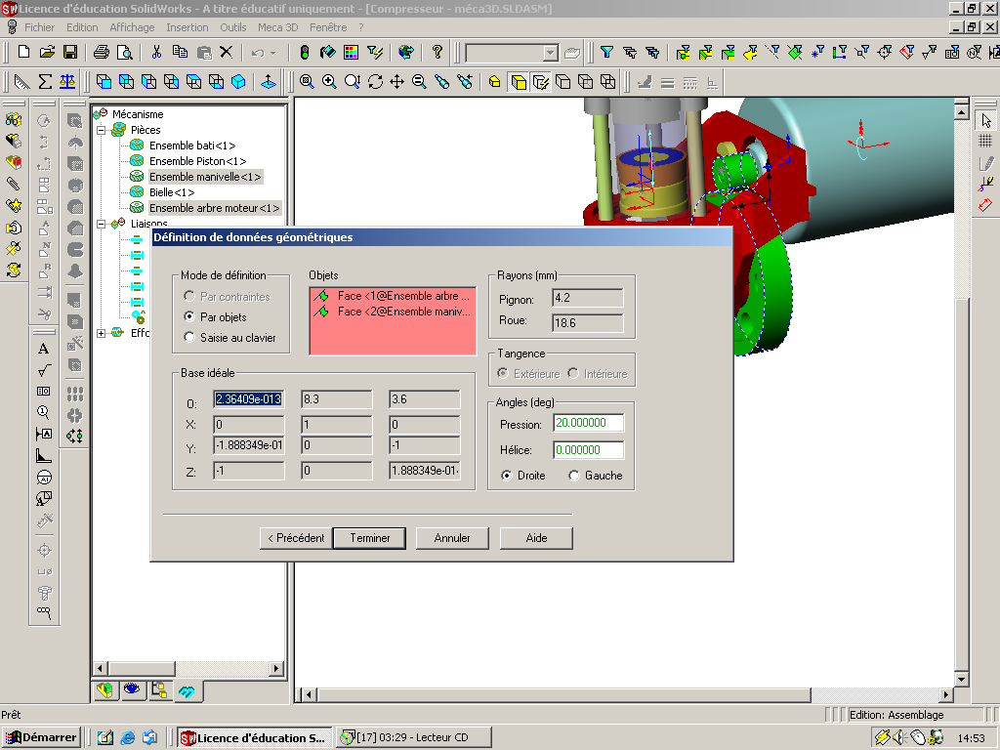 Licence d'éducation SolidWorks - A titre éducatif uniquement - [Compresseur - méca3D.SLDASM]
Fichier Edition Affichage Insertion Outils Meca 3D Fenêtre ?
Mécanisme
Pièces
Ensemble bati<1>
Ensemble Piston<1>
Ensemble manivelle<1>
Bielle<1>
Ensemble arbre moteur<1>
Liaisons
Définition de données géométriques
Mode de définition
Par contraintes
Par objets
Saisie au clavier
Objets
Face <1@Ensemble arbre ...
Face <2@Ensemble maniv...
Rayons (mm)
Pignon: 4.2
Roue: 18.6
Tangence
Extérieure Intérieure
Base idéale
O: 2.36409e-013 8.3 3.6
X: 0 1 0
Y: -1.888349e-01 0 -1
Z: -1 0 1.888349e-01
Angles (deg)
Pression: 20.000000
Hélice: 0.000000
Droite Gauche
< Précédent Terminer Annuler Aide
Prêt
Edition: Assemblage
Démarrer
Licence d'éducation S...
[17] 03:29 - Lecteur CD
14:53